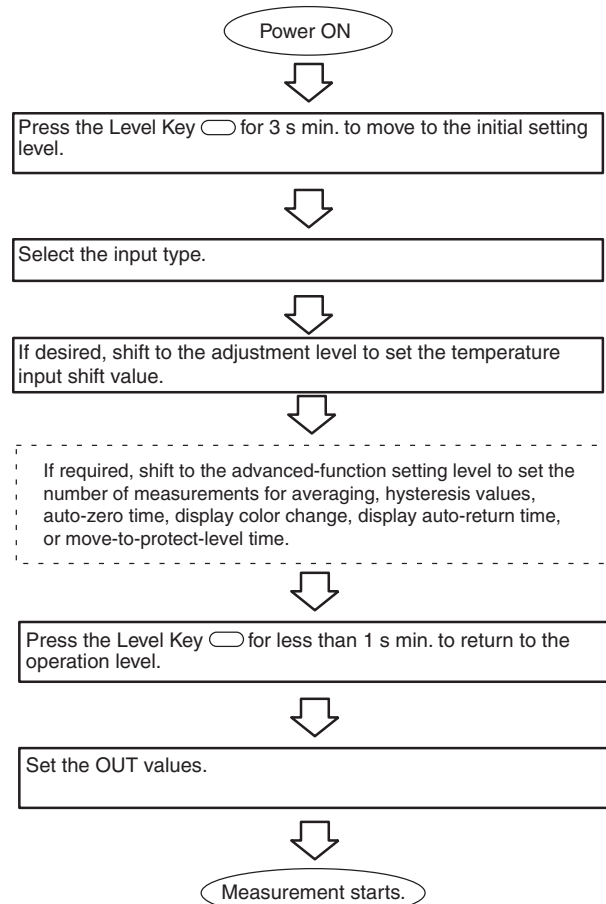 Power ON
Press the Level Key for 3 s min. to move to the initial setting
level.
Select the input type.
If desired, shift to the adjustment level to set the temperature
input shift value.
If required, shift to the advanced-function setting level to set the
number of measurements for averaging, hysteresis values,
auto-zero time, display color change, display auto-return time,
or move-to-protect-level time.
Press the Level Key for less than 1 s min. to return to the
operation level.
Set the OUT values.
Measurement starts.